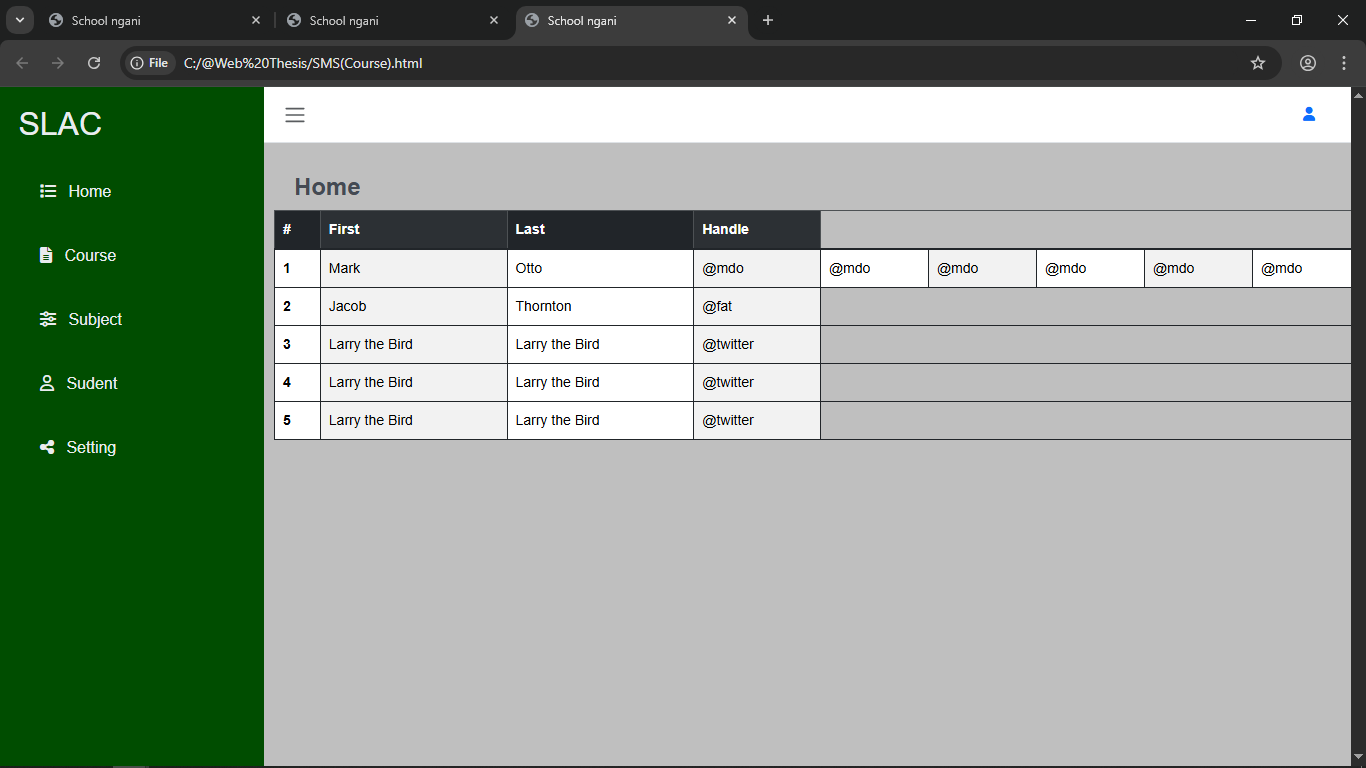 School ngani
School ngani
School ngani
File C:/@Web%20Thesis/SMS(Course).html
SLAC
Home
Course
Subject
Sudent
Setting
Home
# First Last Handle
1 Mark Otto @mdo @mdo @mdo @mdo @mdo @mdo
2 Jacob Thornton @fat
3 Larry the Bird Larry the Bird @twitter
4 Larry the Bird Larry the Bird @twitter
5 Larry the Bird Larry the Bird @twitter